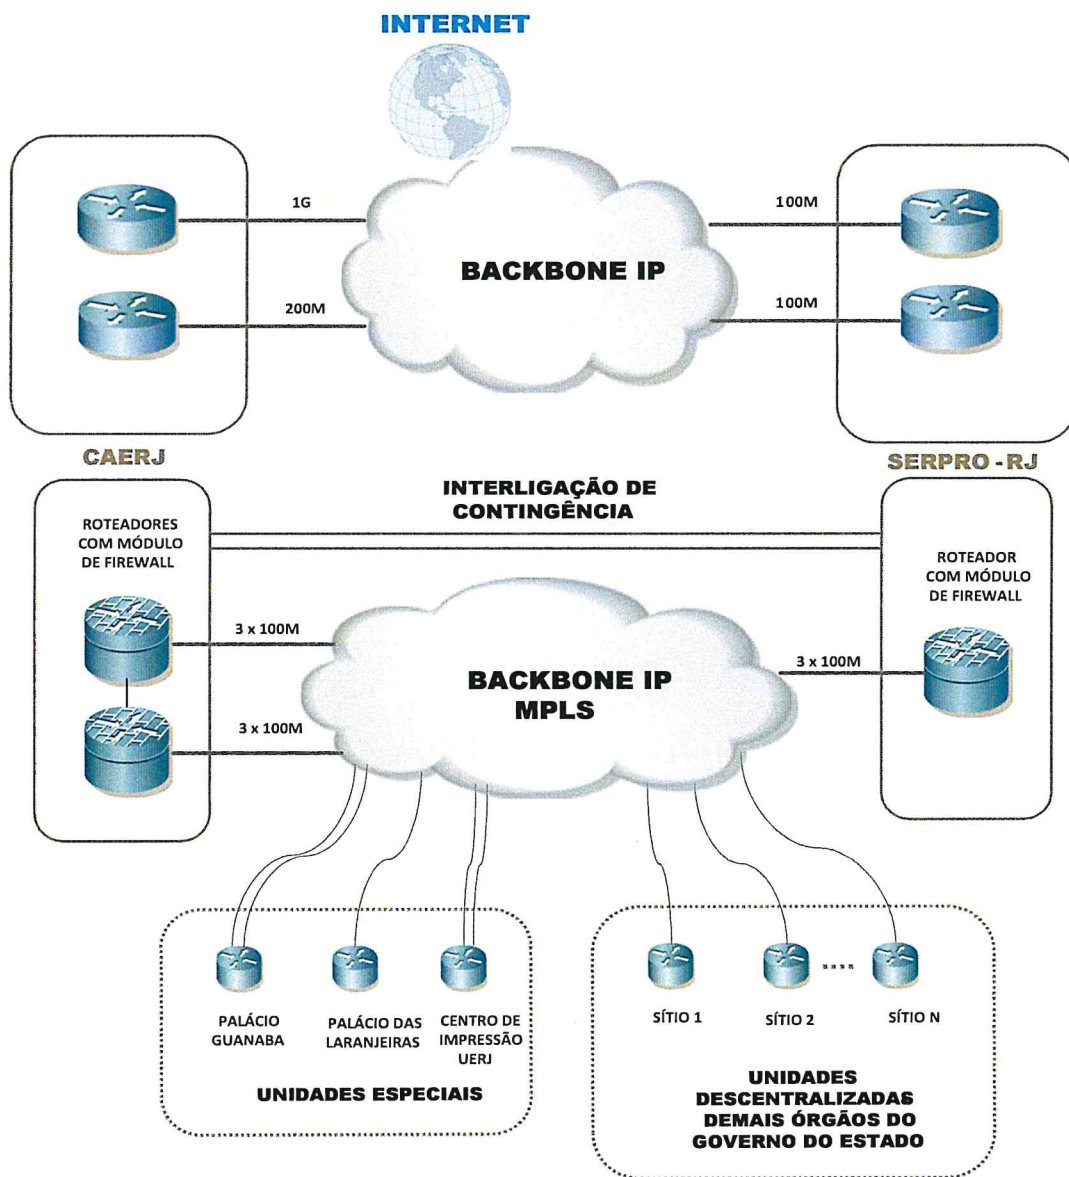 INTERNET
1G
100M
BACKBONE IP
200M
100M
CAERJ
SERPRO - RJ
INTERLIGAÇÃO DE
CONTINGÊNCIA
ROTEADORES
COM MÓDULO
DE FIREWALL
ROTEADOR
COM MÓDULO
DE FIREWALL
3 x 100M
BACKBONE IP
MPLS
3 x 100M
3 x 100M
PALÁCIO
GUANABA
PALÁCIO DAS
LARANJEIRAS
CENTRO DE
IMPRESSÃO
UERJ
UNIDADES ESPECIAIS
SÍTIO 1
SÍTIO 2
SÍTIO N
UNIDADES
DESCENTRALIZADAS
DEMAIS ÓRGÃOS DO
GOVERNO DO ESTADO